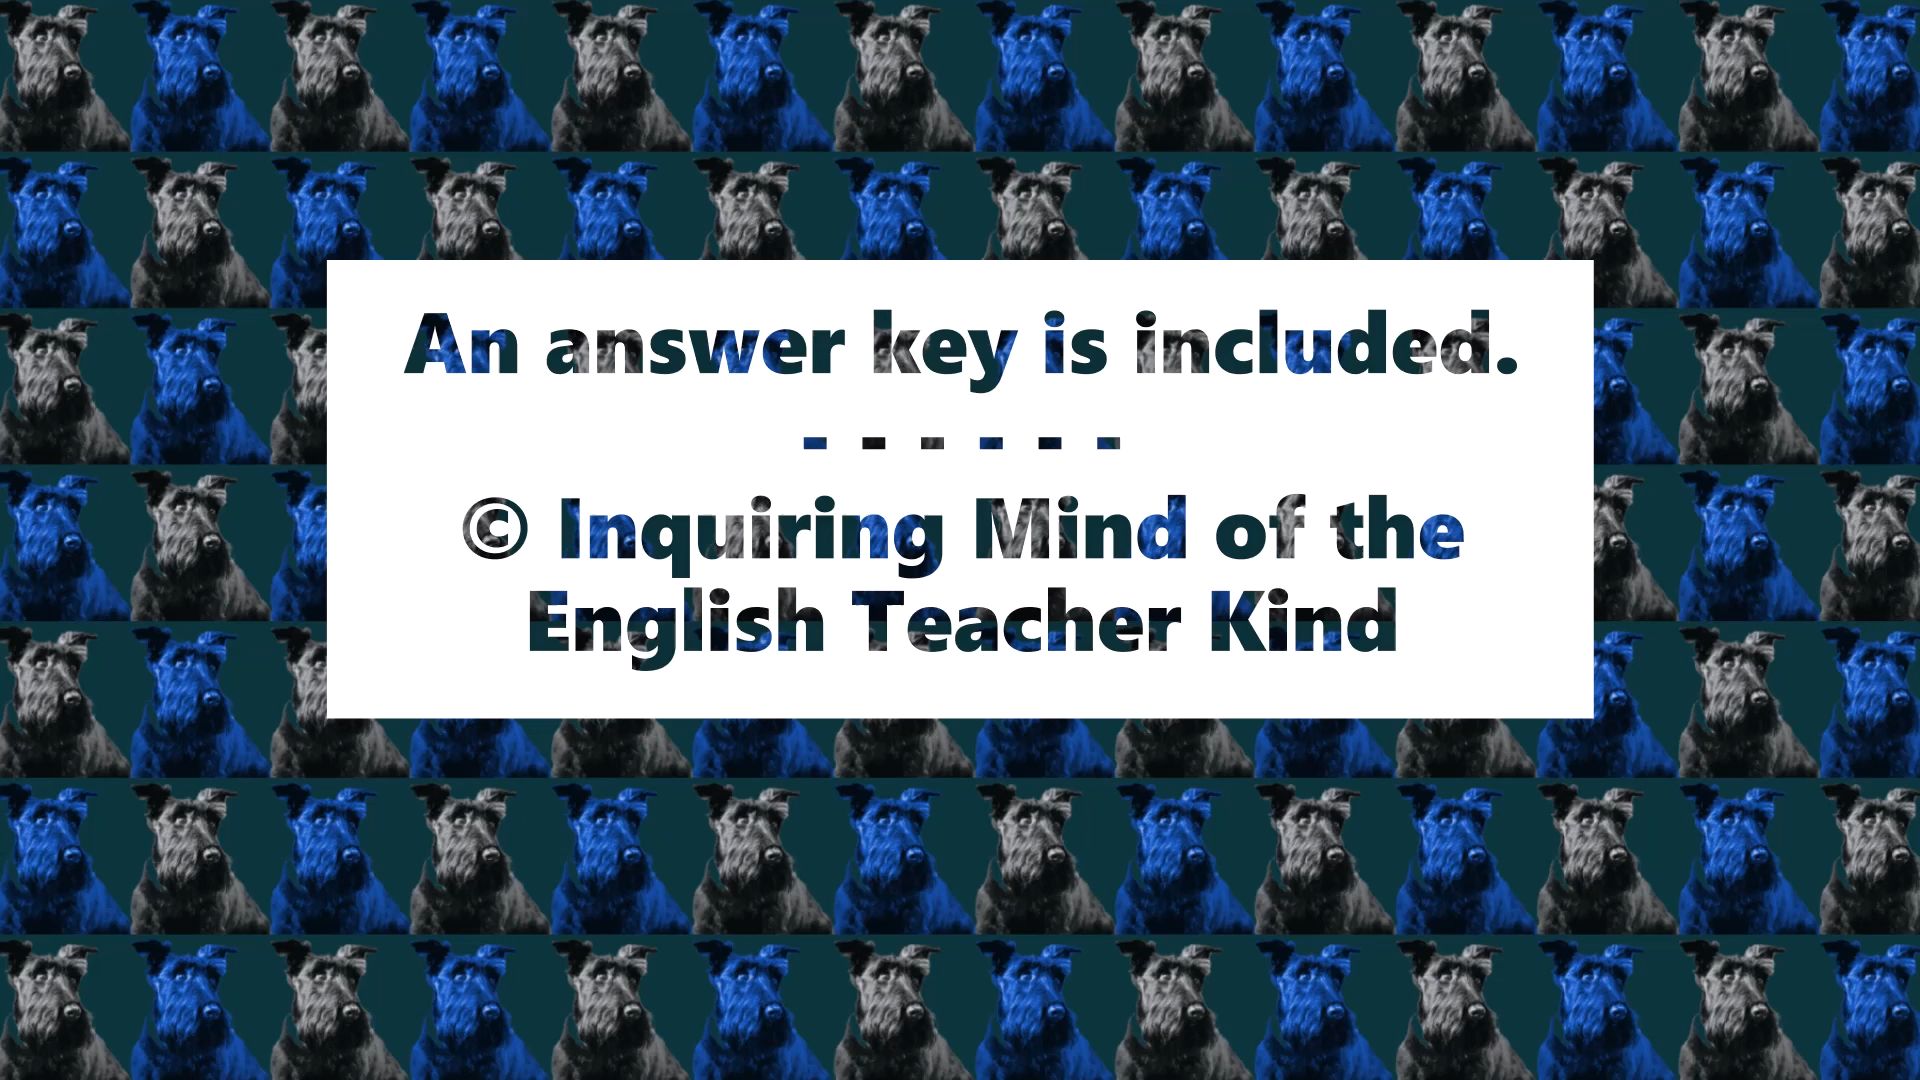 An answer key is included.
- - - - - -
© Inquiring Mind of the
English Teacher Kind